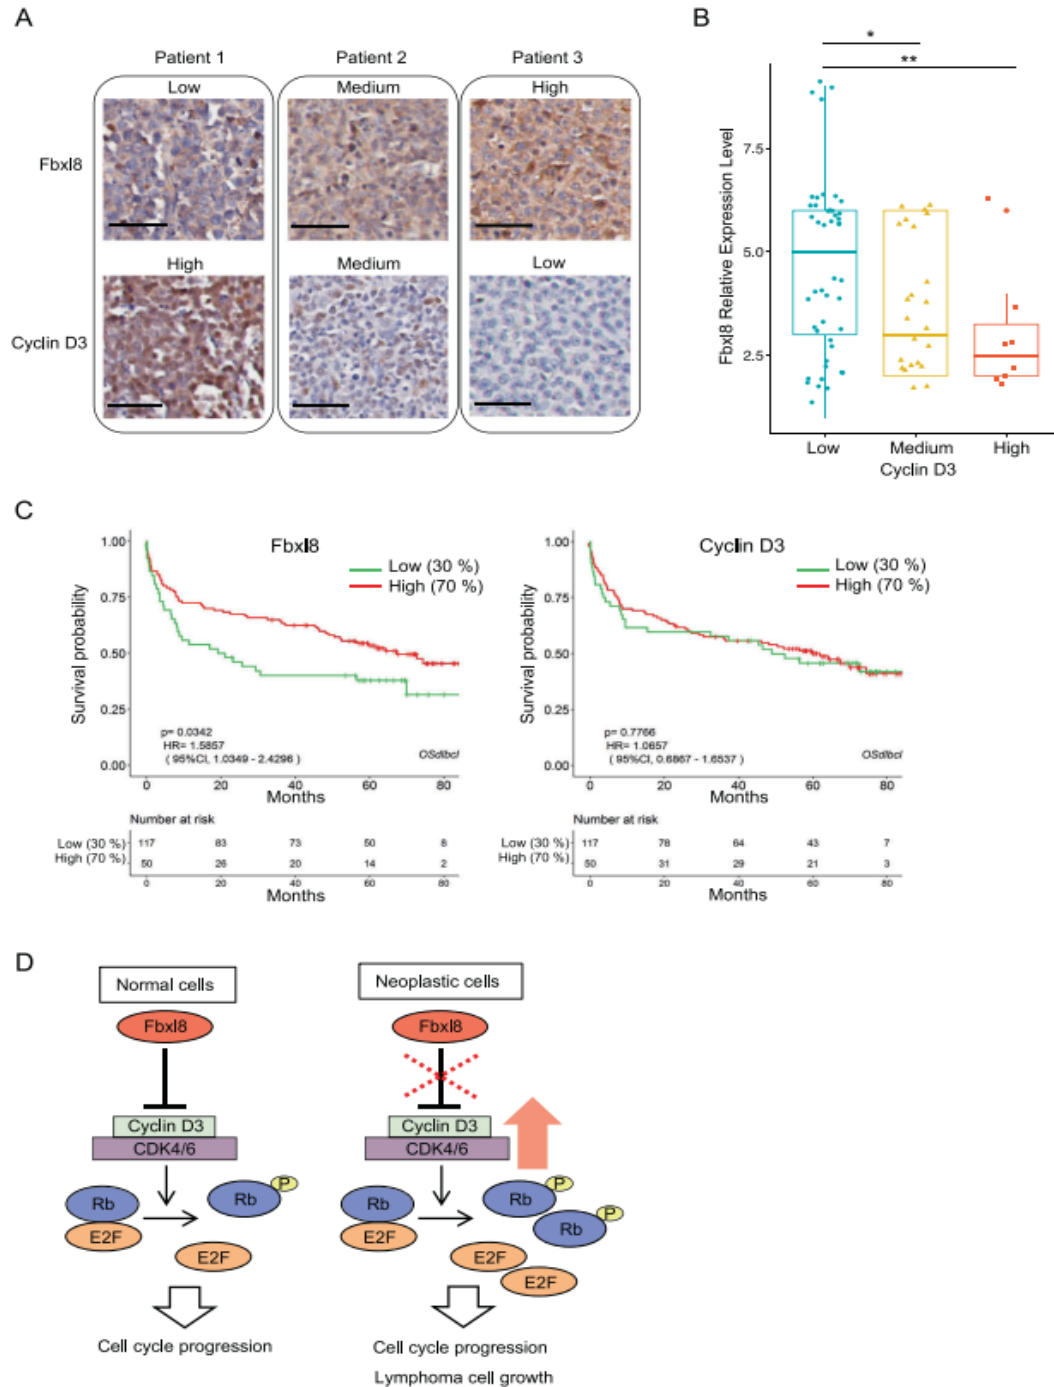 A
Patient 1 Patient 2 Patient 3
Low Medium High
Fbxl8
High Medium Low
Cyclin D3
B
*
**
Fbxl8 Relative Expression Level
7.5
5.0
2.5
Low Medium High
Cyclin D3
C
Fbxl8
Low (30 %)
High (70 %)
Survival probability
1.00
0.75
0.50
0.25
0.00
p= 0.0342
HR= 1.5857
( 95%CI, 1.0349 - 2.4296 )
OSdlbcl
0 20 40 60 80
Months
Number at risk
Low (30 %) 117 83 73 50 8
High (70 %) 50 26 20 14 2
0 20 40 60 80
Months
Cyclin D3
Low (30 %)
High (70 %)
Survival probability
1.00
0.75
0.50
0.25
0.00
p= 0.7766
HR= 1.0657
( 95%CI, 0.6867 - 1.6537 )
OSdlbcl
0 20 40 60 80
Months
Number at risk
Low (30 %) 117 78 64 43 7
High (70 %) 50 31 29 21 3
0 20 40 60 80
Months
D
Normal cells
Fbxl8
Cyclin D3
CDK4/6
Rb
E2F
Rb
P
E2F
Cell cycle progression
Neoplastic cells
Fbxl8
Cyclin D3
CDK4/6
Rb
E2F
Rb
P
Rb
P
E2F
E2F
Cell cycle progression
Lymphoma cell growth